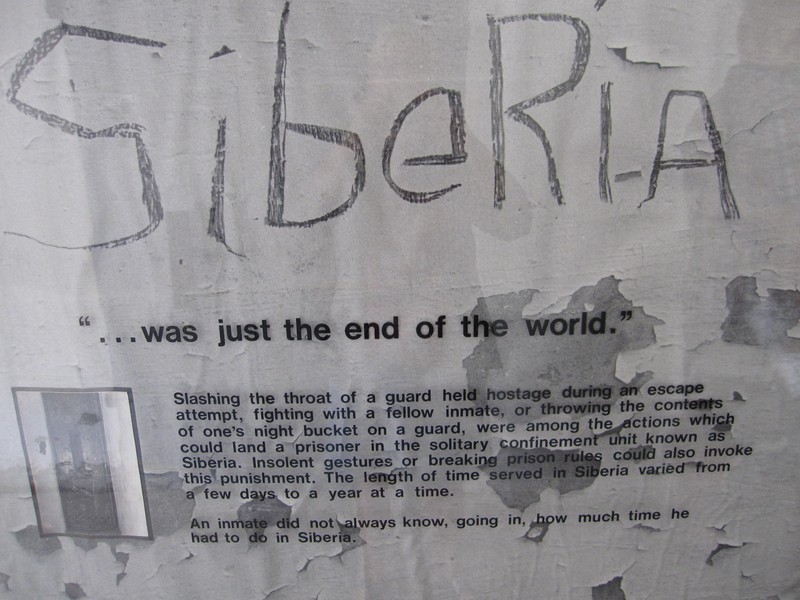 SibeRiA
“...was just the end of the world.”
Slashing the throat of a guard held hostage during an escape
attempt, fighting with a fellow inmate, or throwing the contents
of one's night bucket on a guard, were among the actions which
could land a prisoner in the solitary confinement unit known as
Siberia. Insolent gestures or breaking prison rules could also invoke
this punishment. The length of time served in Siberia varied from
a few days to a year at a time.
An inmate did not always know, going in, how much time he
had to do in Siberia.